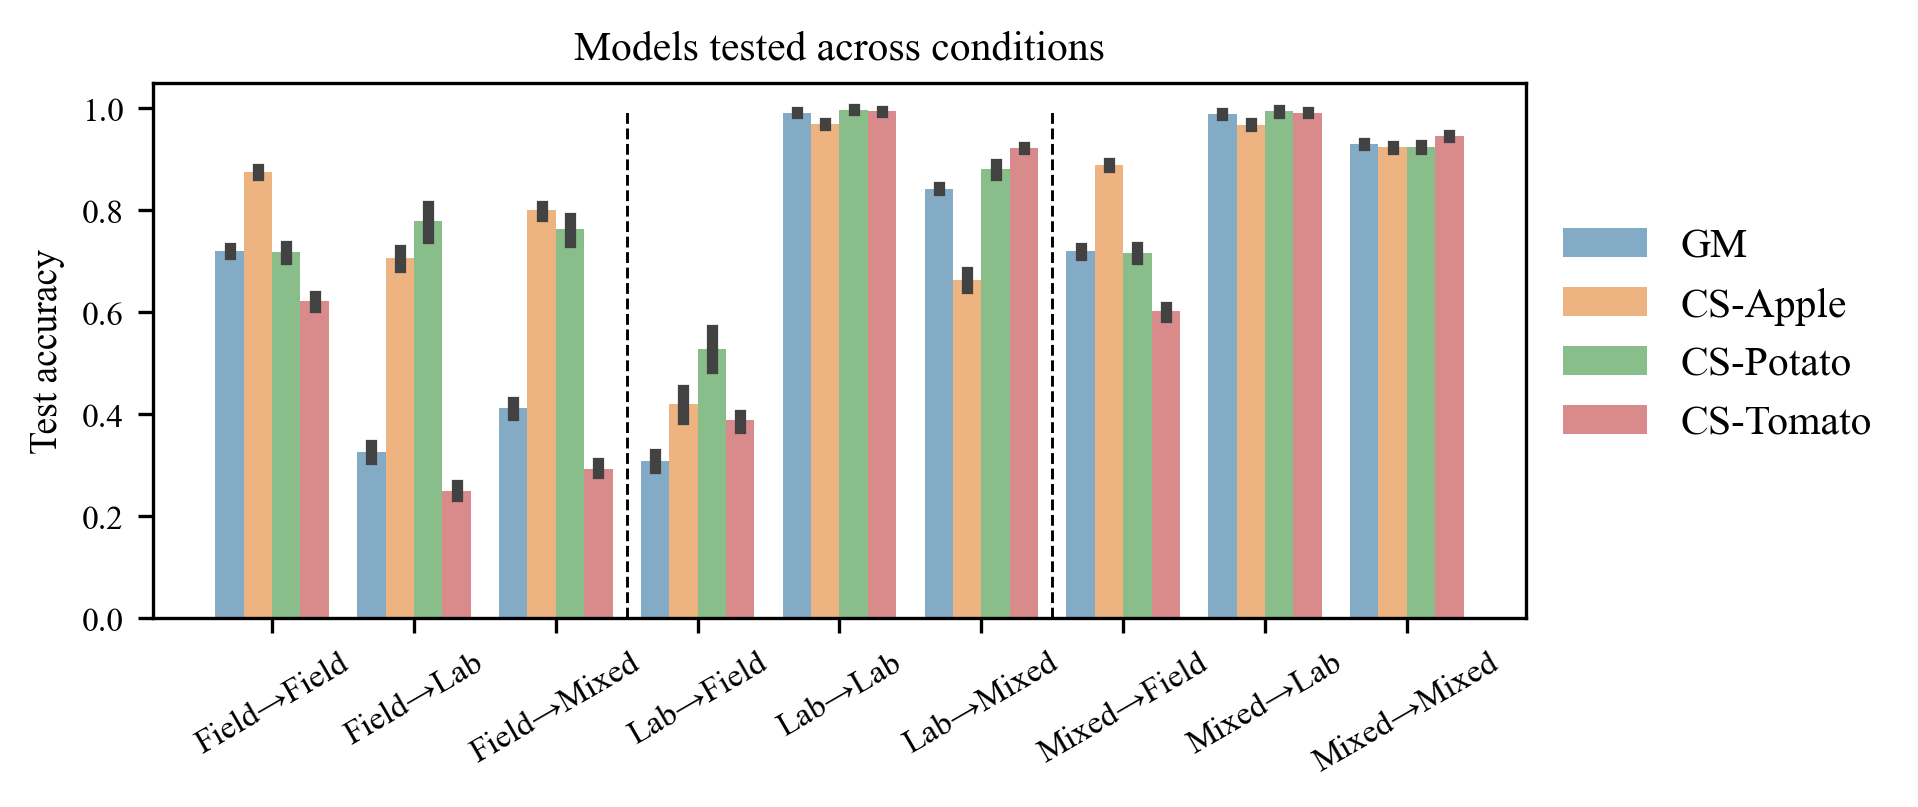 Models tested across conditions
Test accuracy
1.0
0.8
0.6
0.4
0.2
0.0
Field→Field
Field→Lab
Field→Mixed
Lab→Field
Lab→Lab
Lab→Mixed
Mixed→Field
Mixed→Lab
Mixed→Mixed
GM
CS-Apple
CS-Potato
CS-Tomato